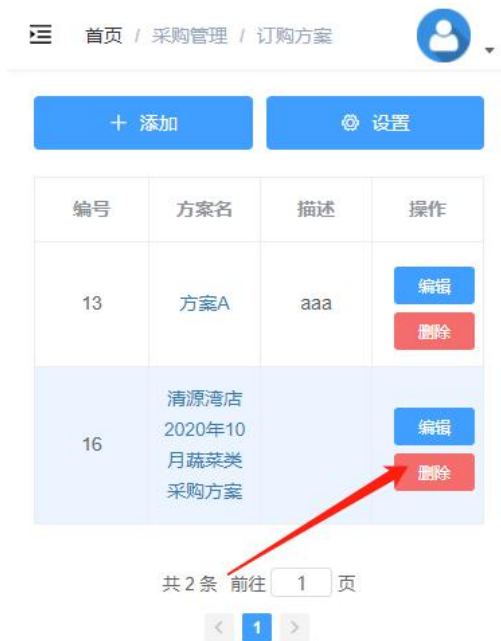 首页 / 采购管理 / 订购方案
+ 添加
设置
编号 方案名 描述 操作
13 方案A aaa 编辑
删除
清源湾店
2020年10
月蔬菜类
采购方案
16
编辑
删除
共 2 条 前往 1 页
< 1 >